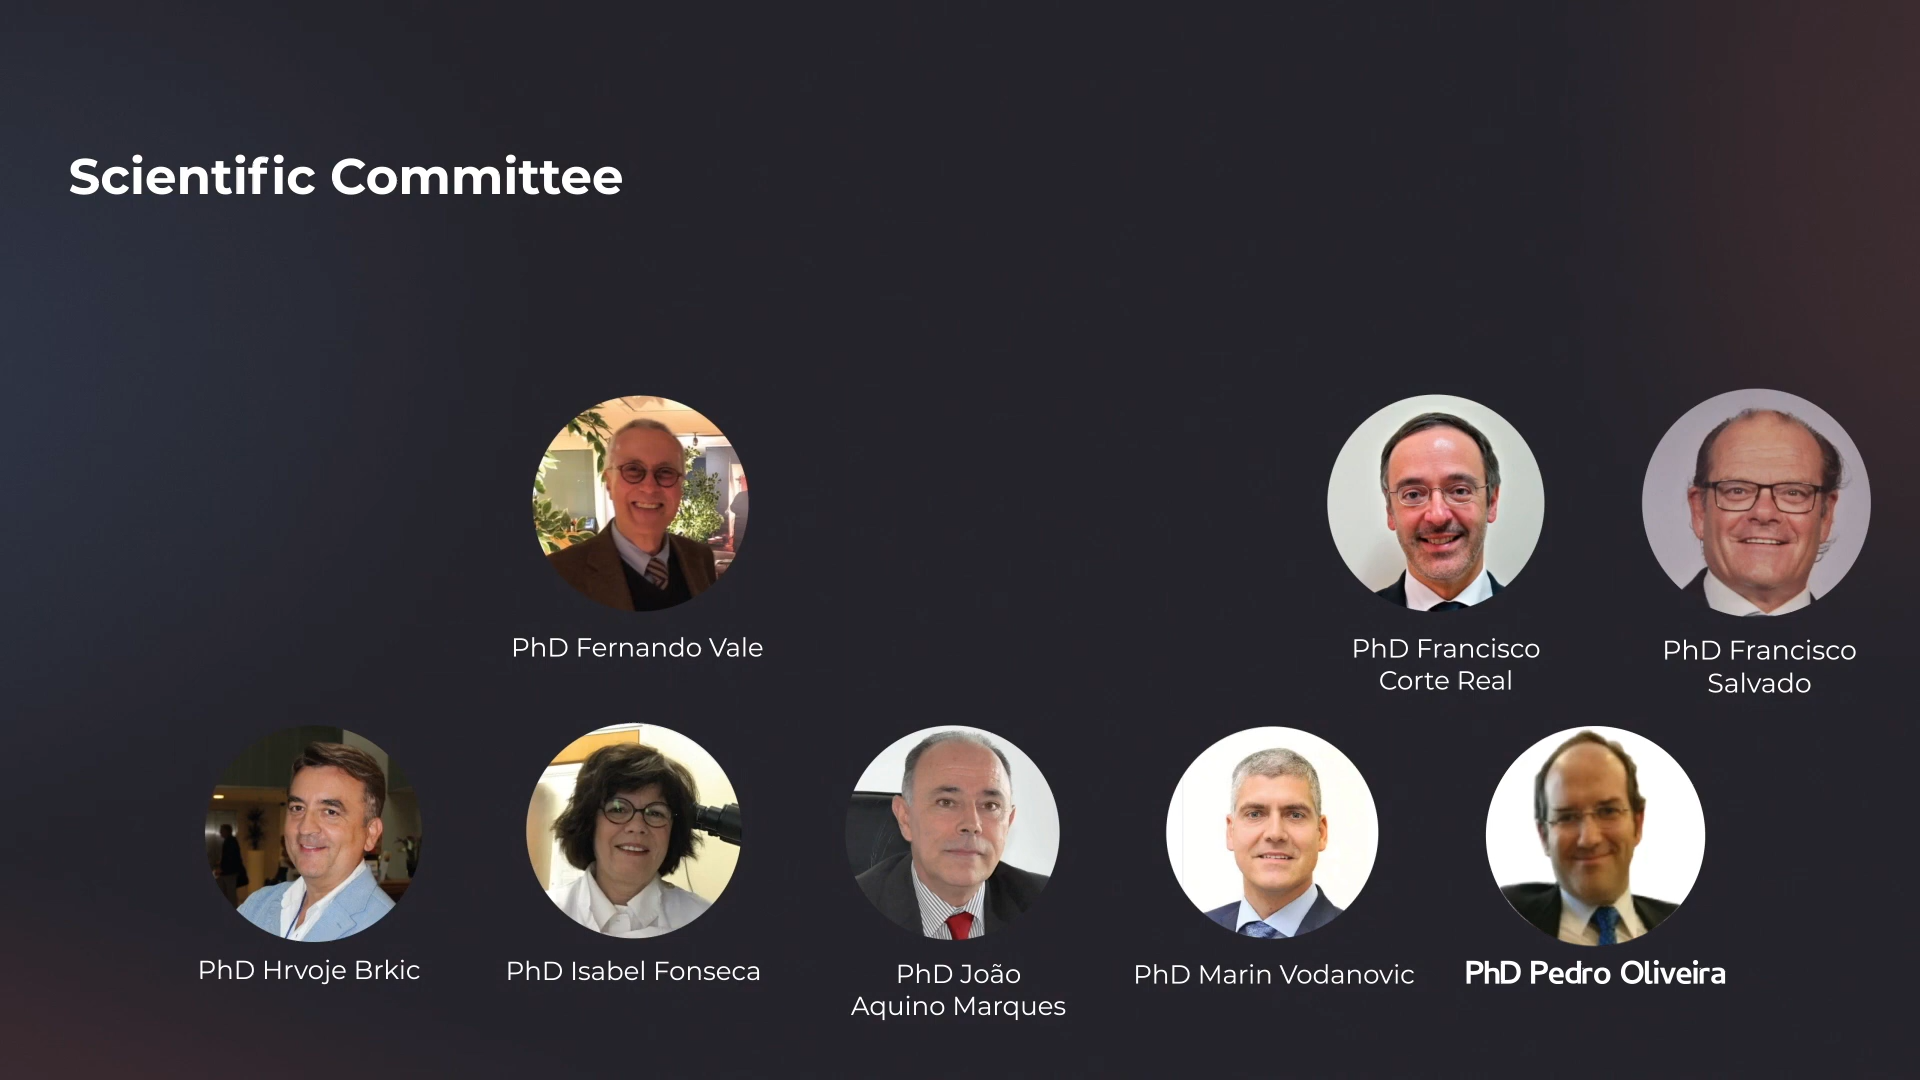 Scientific Committee
PhD Fernando Vale
PhD Francisco
Corte Real
PhD Francisco
Salvado
PhD Hrvoje Brkic
PhD Isabel Fonseca
PhD João
Aquino Marques
PhD Marin Vodanovic
PhD Pedro Oliveira